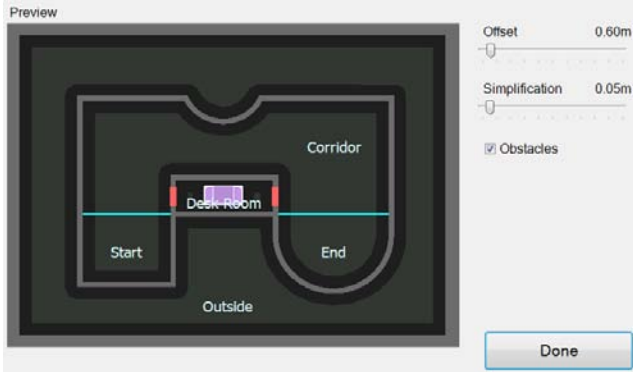 Preview
Offset 0.60m
Simplification 0.05m
Obstacles
Corridor
Desk Room
Start
End
Outside
Done